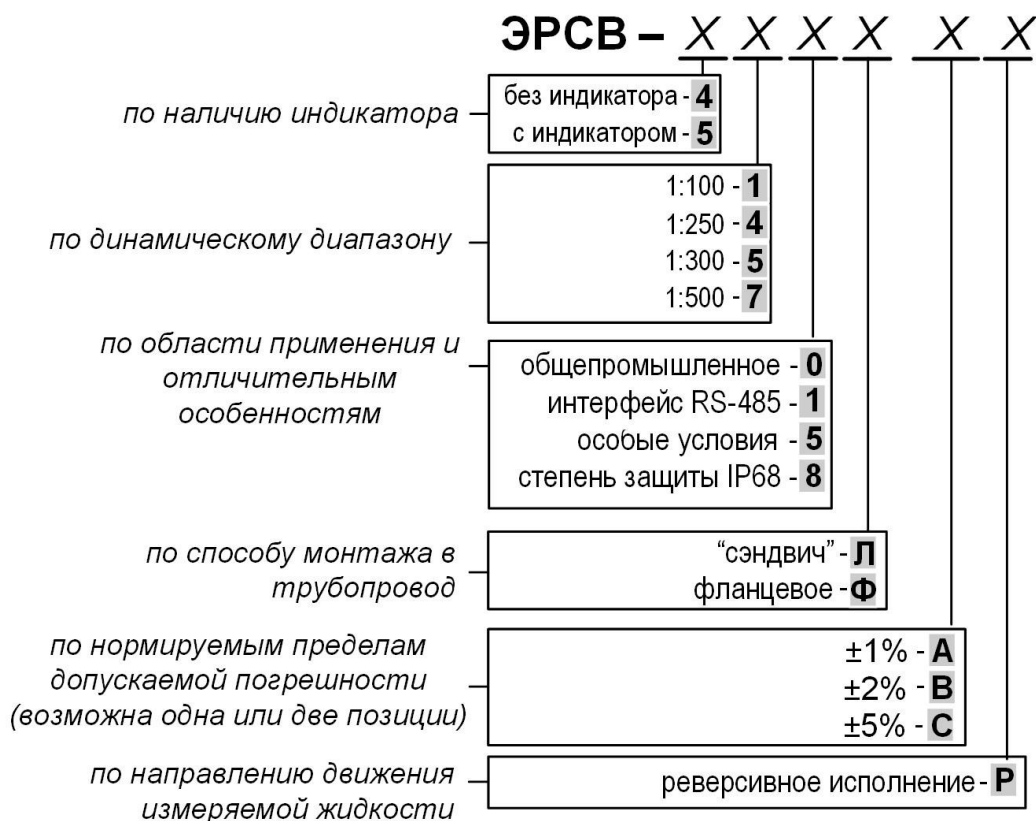 ЭРСВ – X X X X X X
по наличию индикатора
без индикатора - 4
с индикатором - 5
по динамическому диапазону
1:100 - 1
1:250 - 4
1:300 - 5
1:500 - 7
по области применения и
отличительным
особенностям
общепромышленное - 0
интерфейс RS-485 - 1
особые условия - 5
степень защиты IP68 - 8
по способу монтажа в
трубопровод
“сэндвич” - Л
фланцевое - Ф
по нормируемым пределам
допускаемой погрешности
(возможна одна или две позиции)
±1% - А
±2% - В
±5% - С
по направлению движения
измеряемой жидкости
реверсивное исполнение - Р